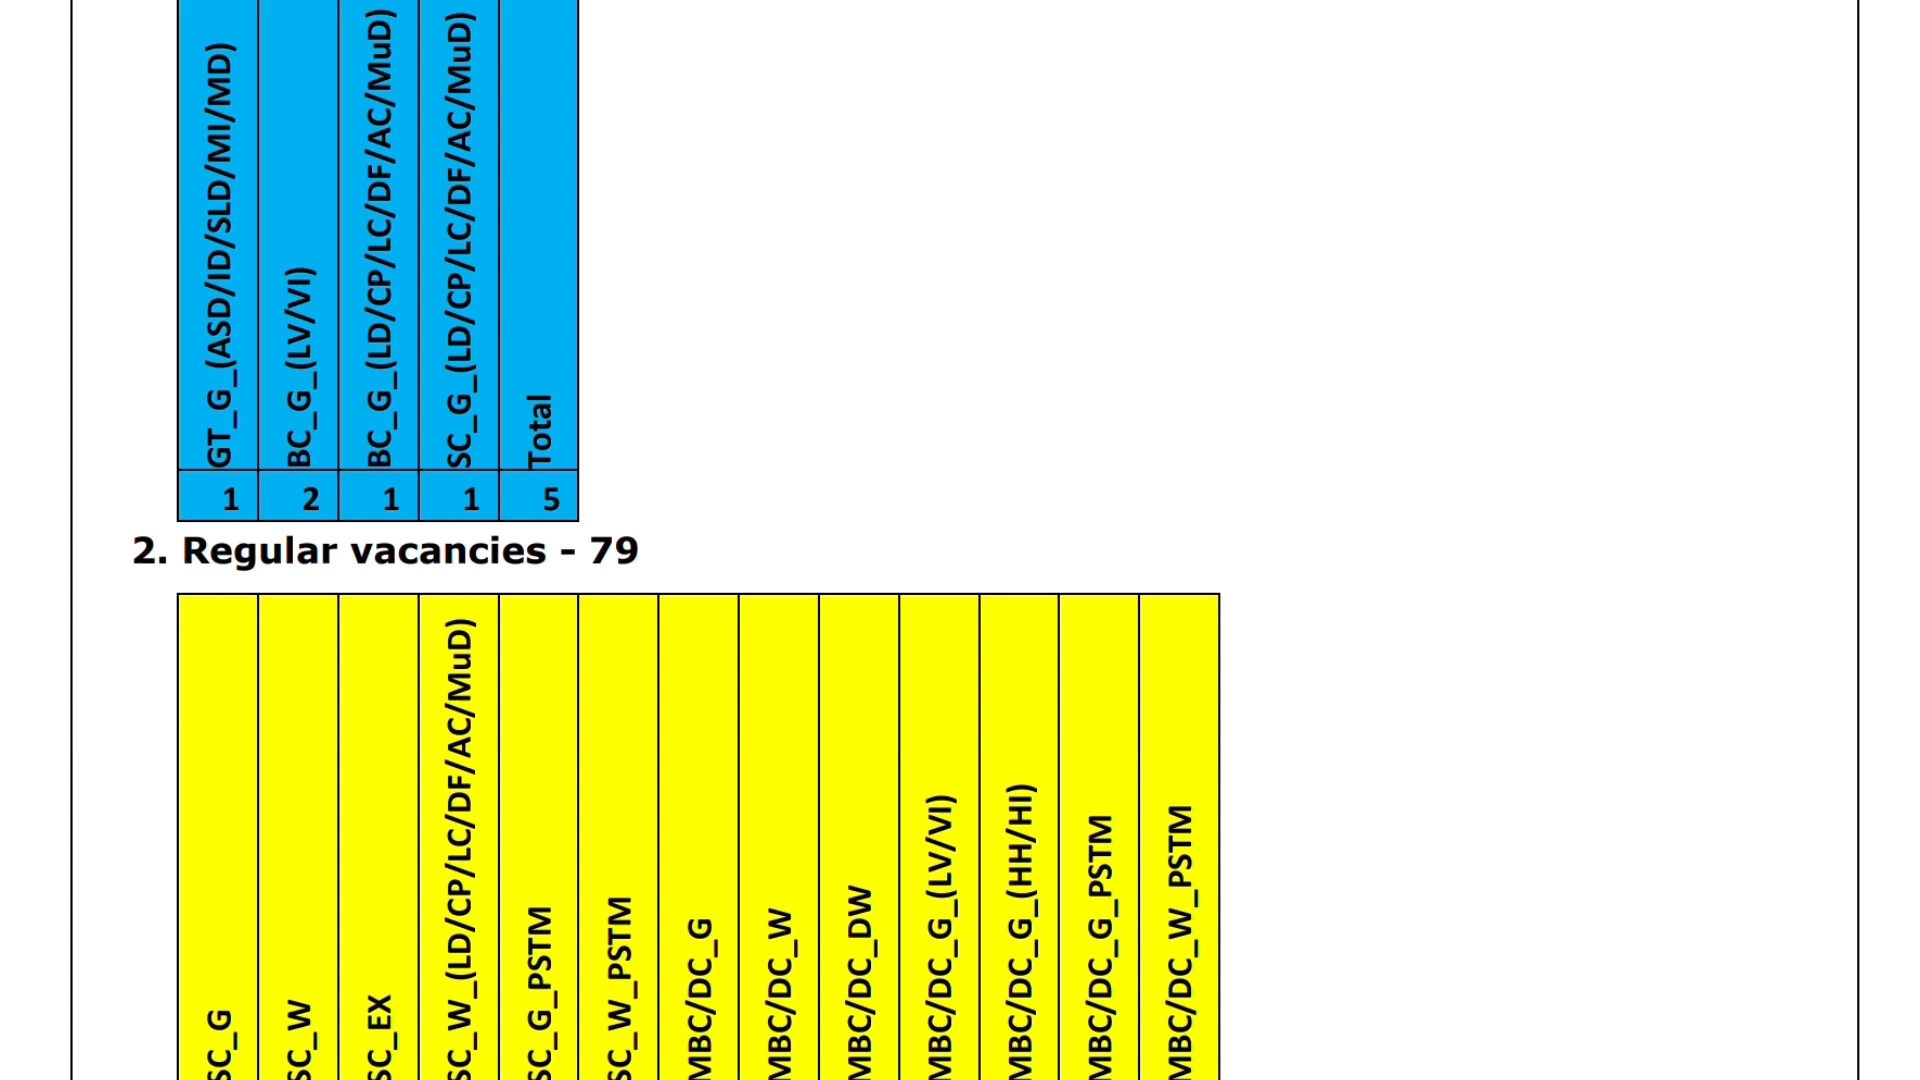 GT_G_(ASD/ID/SLD/MI/MD)
BC_G_(LV/VI)
BC_G_(LD/CP/LC/DF/AC/MuD)
SC_G_(LD/CP/LC/DF/AC/MuD)
Total
1 2 1 1 5
2. Regular vacancies - 79
SC_G
SC_W
SC_EX
SC_W_(LD/CP/LC/DF/AC/MuD)
SC_G_PSTM
SC_W_PSTM
MBC/DC_G
MBC/DC_W
MBC/DC_DW
MBC/DC_G_(LV/VI)
MBC/DC_G_(HH/HI)
MBC/DC_G_PSTM
MBC/DC_W_PSTM